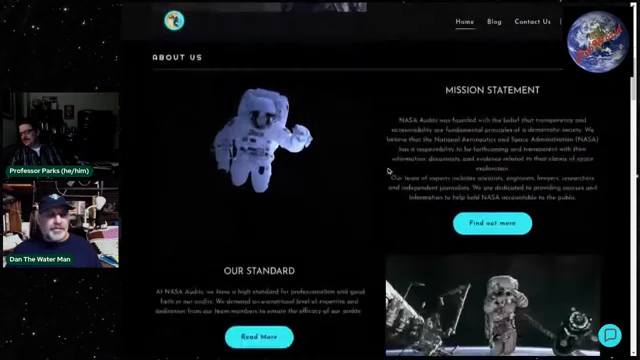 Home Blog Contact Us
ABOUT US
MISSION STATEMENT
NASA Audits was founded with the belief that transparency and
accountability are fundamental principles of a democratic society. We
believe that the National Aeronautics and Space Administration (NASA)
has a responsibility to be forthcoming and transparent with their
information, documents, and evidence related to their claims of space
exploration.
Our team of experts includes scientists, engineers, lawyers, researchers
and independent journalists. We are dedicated to providing sources and
information to help hold NASA accountable to the public.
Find out more
Professor Parks (he/him)
Dan The Water Man
OUR STANDARD
At NASA Audits, we have a high standard for professionalism and good
faith in our audits. We demand an exceptional level of expertise and
dedication from our team members to ensure the efficacy of our audits.
Read More